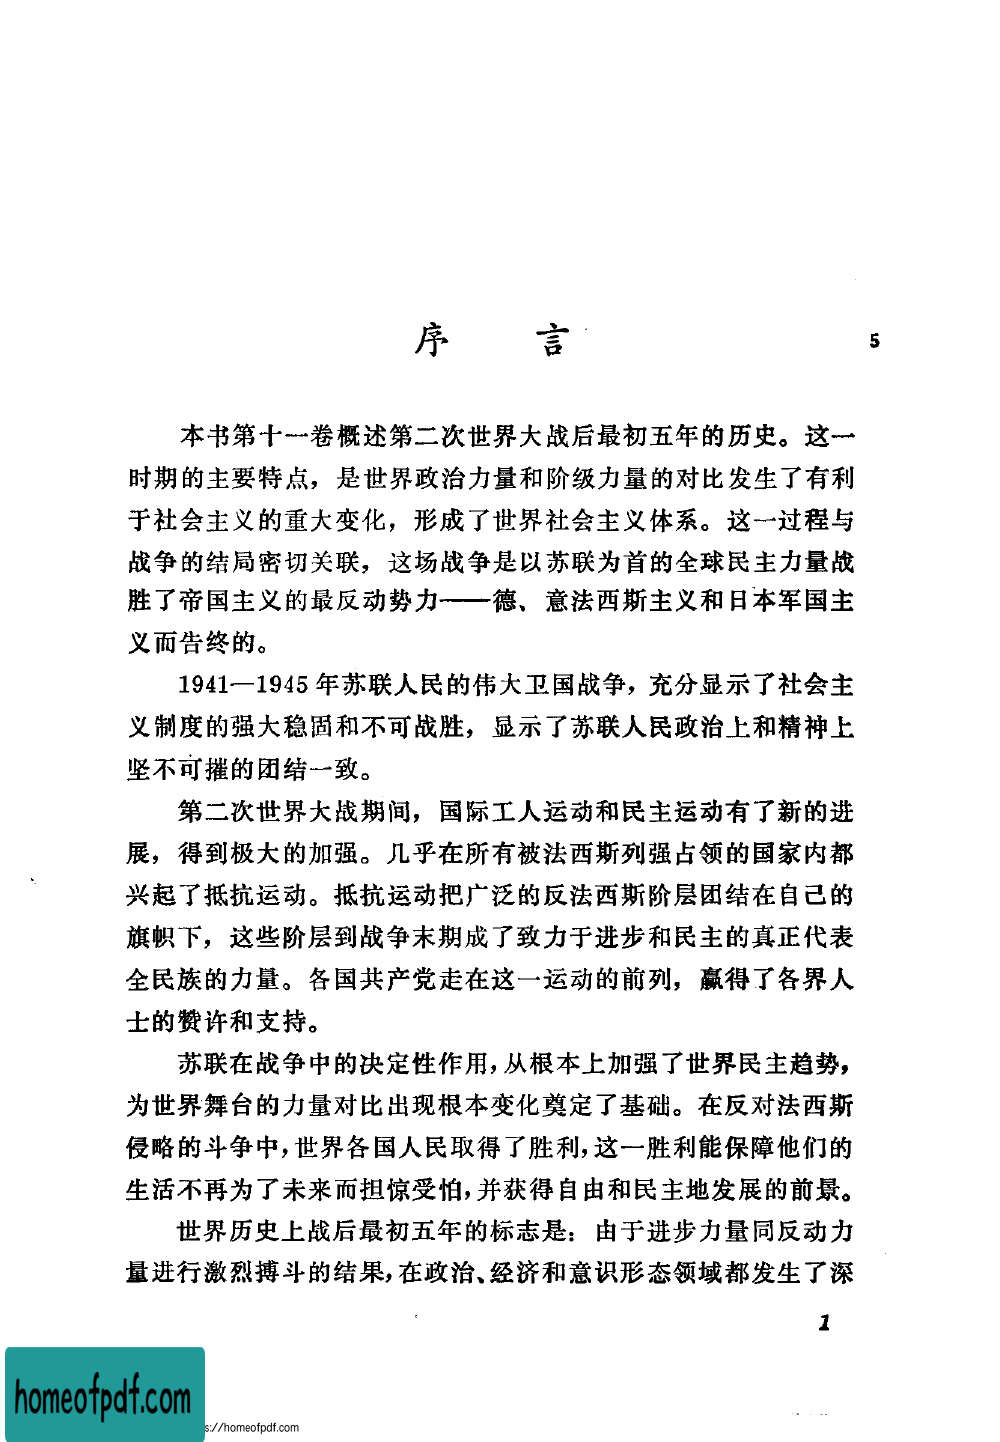 序 言
5
本书第十一卷概述第二次世界大战后最初五年的历史。这一
时期的主要特点，是世界政治力量和阶级力量的对比发生了有利
于社会主义的重大变化，形成了世界社会主义体系。这一过程与
战争的结局密切关联，这场战争是以苏联为首的全球民主力量战
胜了帝国主义的最反动势力——德、意法西斯主义和日本军国主
义而告终的。
1941—1945年苏联人民的伟大卫国战争，充分显示了社会主
义制度的强大稳固和不可战胜，显示了苏联人民政治上和精神上
坚不可摧的团结一致。
第二次世界大战期间，国际工人运动和民主运动有了新的进
展，得到极大的加强。几乎在所有被法西斯列强占领的国家内都
兴起了抵抗运动。抵抗运动把广泛的反法西斯阶层团结在自己的
旗帜下，这些阶层到战争末期成了致力于进步和民主的真正代表
全民族的力量。各国共产党走在这一运动的前列，赢得了各界人
士的赞许和支持。
苏联在战争中的决定性作用，从根本上加强了世界民主趋势，
为世界舞台的力量对比出现根本变化奠定了基础。在反对法西斯
侵略的斗争中，世界各国人民取得了胜利，这一胜利能保障他们的
生活不再为了未来而担惊受怕，并获得自由和民主地发展的前景。
世界历史上战后最初五年的标志是：由于进步力量同反动力
量进行激烈搏斗的结果，在政治、经济和意识形态领域都发生了深
1
homeofpdf.com
s://homeofpdf.com